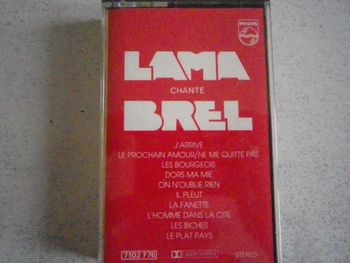 PHILIPS
LAMA
CHANTE
BREL
J'ARRIVE
LE PROCHAIN AMOUR/NE ME QUITTE PAS
LES BOURGEOIS
DORS MA MIE
ON N'OUBLIE RIEN
IL PLEUT
LA FANETTE
L'HOMME DANS LA CITE
LES BICHES
LE PLAT PAYS
7102 776
STEREO